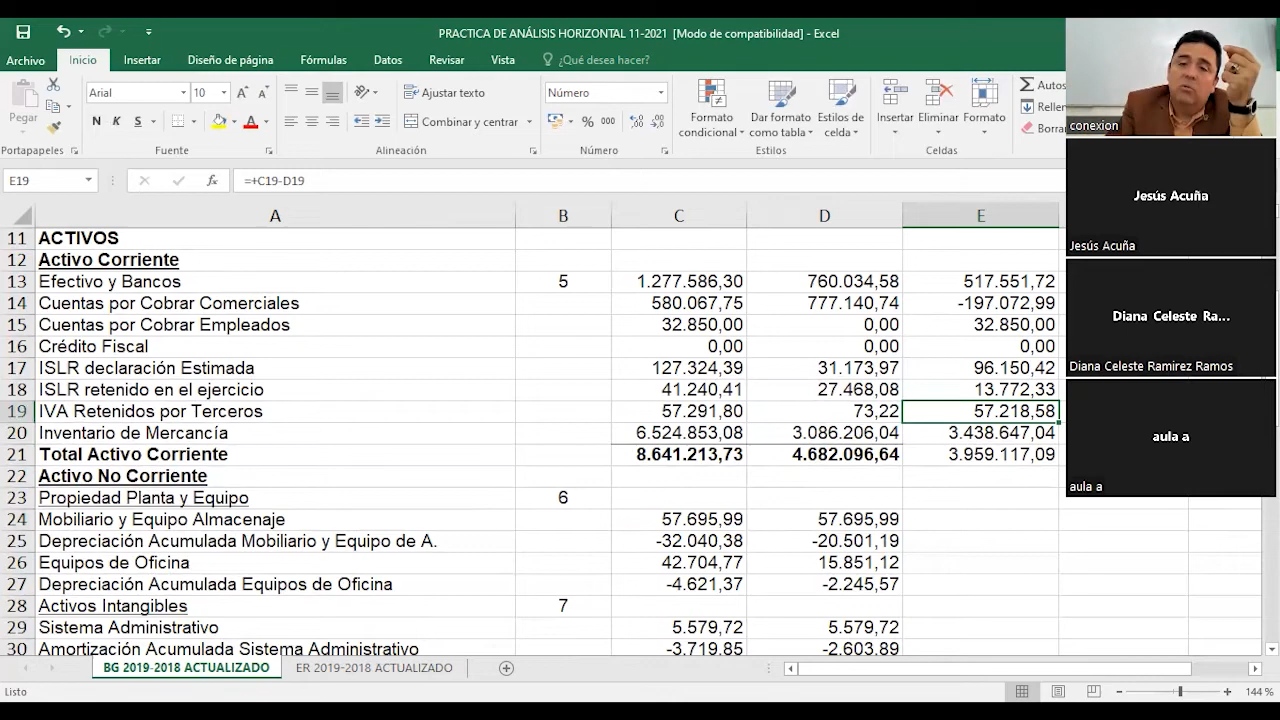 PRACTICA DE ANÁLISIS HORIZONTAL 11-2021 [Modo de compatibilidad] - Excel
Archivo Inicio Insertar Diseño de página Fórmulas Datos Revisar Vista ¿Qué desea hacer?
Pegar
Arial 10
N K S A
Ajustar texto
Combinar y centrar
Número
% 000
Formato condicional
Dar formato como tabla
Estilos de celda
Insertar Eliminar Formato
Autos
Rellen
Borra
Portapapeles Fuente Alineación Número Estilos Celdas
E19 fx =+C19-D19
A B C D E
11 ACTIVOS
12 Activo Corriente
13 Efectivo y Bancos 5 1.277.586,30 760.034,58 517.551,72
14 Cuentas por Cobrar Comerciales 580.067,75 777.140,74 -197.072,99
15 Cuentas por Cobrar Empleados 32.850,00 0,00 32.850,00
16 Crédito Fiscal 0,00 0,00 0,00
17 ISLR declaración Estimada 127.324,39 31.173,97 96.150,42
18 ISLR retenido en el ejercicio 41.240,41 27.468,08 13.772,33
19 IVA Retenidos por Terceros 57.291,80 73,22 57.218,58
20 Inventario de Mercancía 6.524.853,08 3.086.206,04 3.438.647,04
21 Total Activo Corriente 8.641.213,73 4.682.096,64 3.959.117,09
22 Activo No Corriente
23 Propiedad Planta y Equipo 6
24 Mobiliario y Equipo Almacenaje 57.695,99 57.695,99
25 Depreciación Acumulada Mobiliario y Equipo de A. -32.040,38 -20.501,19
26 Equipos de Oficina 42.704,77 15.851,12
27 Depreciación Acumulada Equipos de Oficina -4.621,37 -2.245,57
28 Activos Intangibles 7
29 Sistema Administrativo 5.579,72 5.579,72
30 Amortización Acumulada Sistema Administrativo -3.719,85 -2.603,89
BG 2019-2018 ACTUALIZADO ER 2019-2018 ACTUALIZADO
Listo 144 %
conexion
Jesús Acuña
Jesús Acuña
Diana Celeste Ra...
Diana Celeste Ramirez Ramos
aula a
aula a